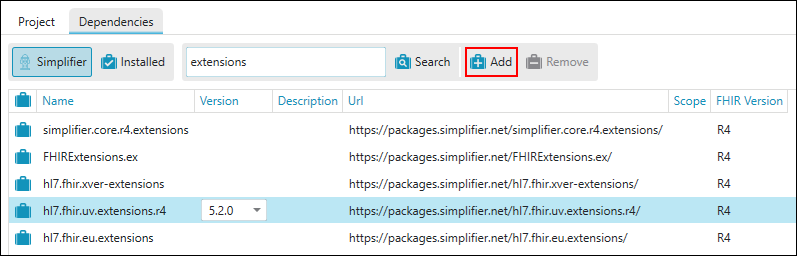 Project Dependencies
Simplifier Installed extensions Search Add Remove
Name Version Description Url Scope FHIR Version
simplifier.core.r4.extensions https://packages.simplifier.net/simplifier.core.r4.extensions/ R4
FHIRExtensions.ex https://packages.simplifier.net/FHIRExtensions.ex/ R4
hl7.fhir.xver-extensions https://packages.simplifier.net/hl7.fhir.xver-extensions/ R4
hl7.fhir.uv.extensions.r4 5.2.0 https://packages.simplifier.net/hl7.fhir.uv.extensions.r4/ R4
hl7.fhir.eu.extensions https://packages.simplifier.net/hl7.fhir.eu.extensions/ R4